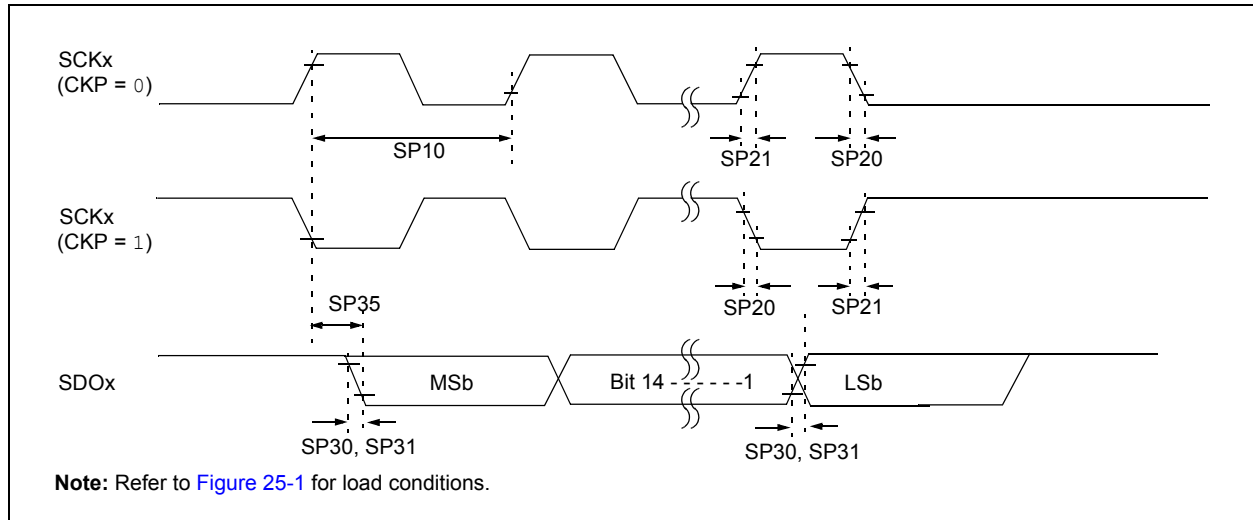 SCKx
(CKP = 0)
SP10
SP21
SP20
SCKx
(CKP = 1)
SP35
SP20
SP21
SDOx
MSb
Bit 14 - - - - - -1
LSb
SP30, SP31
SP30, SP31
Note: Refer to Figure 25-1 for load conditions.